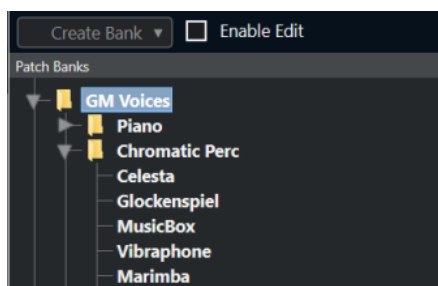 Create Bank Enable Edit
Patch Banks
GM Voices
Piano
Chromatic Perc
Celesta
Glockenspiel
MusicBox
Vibraphone
Marimba